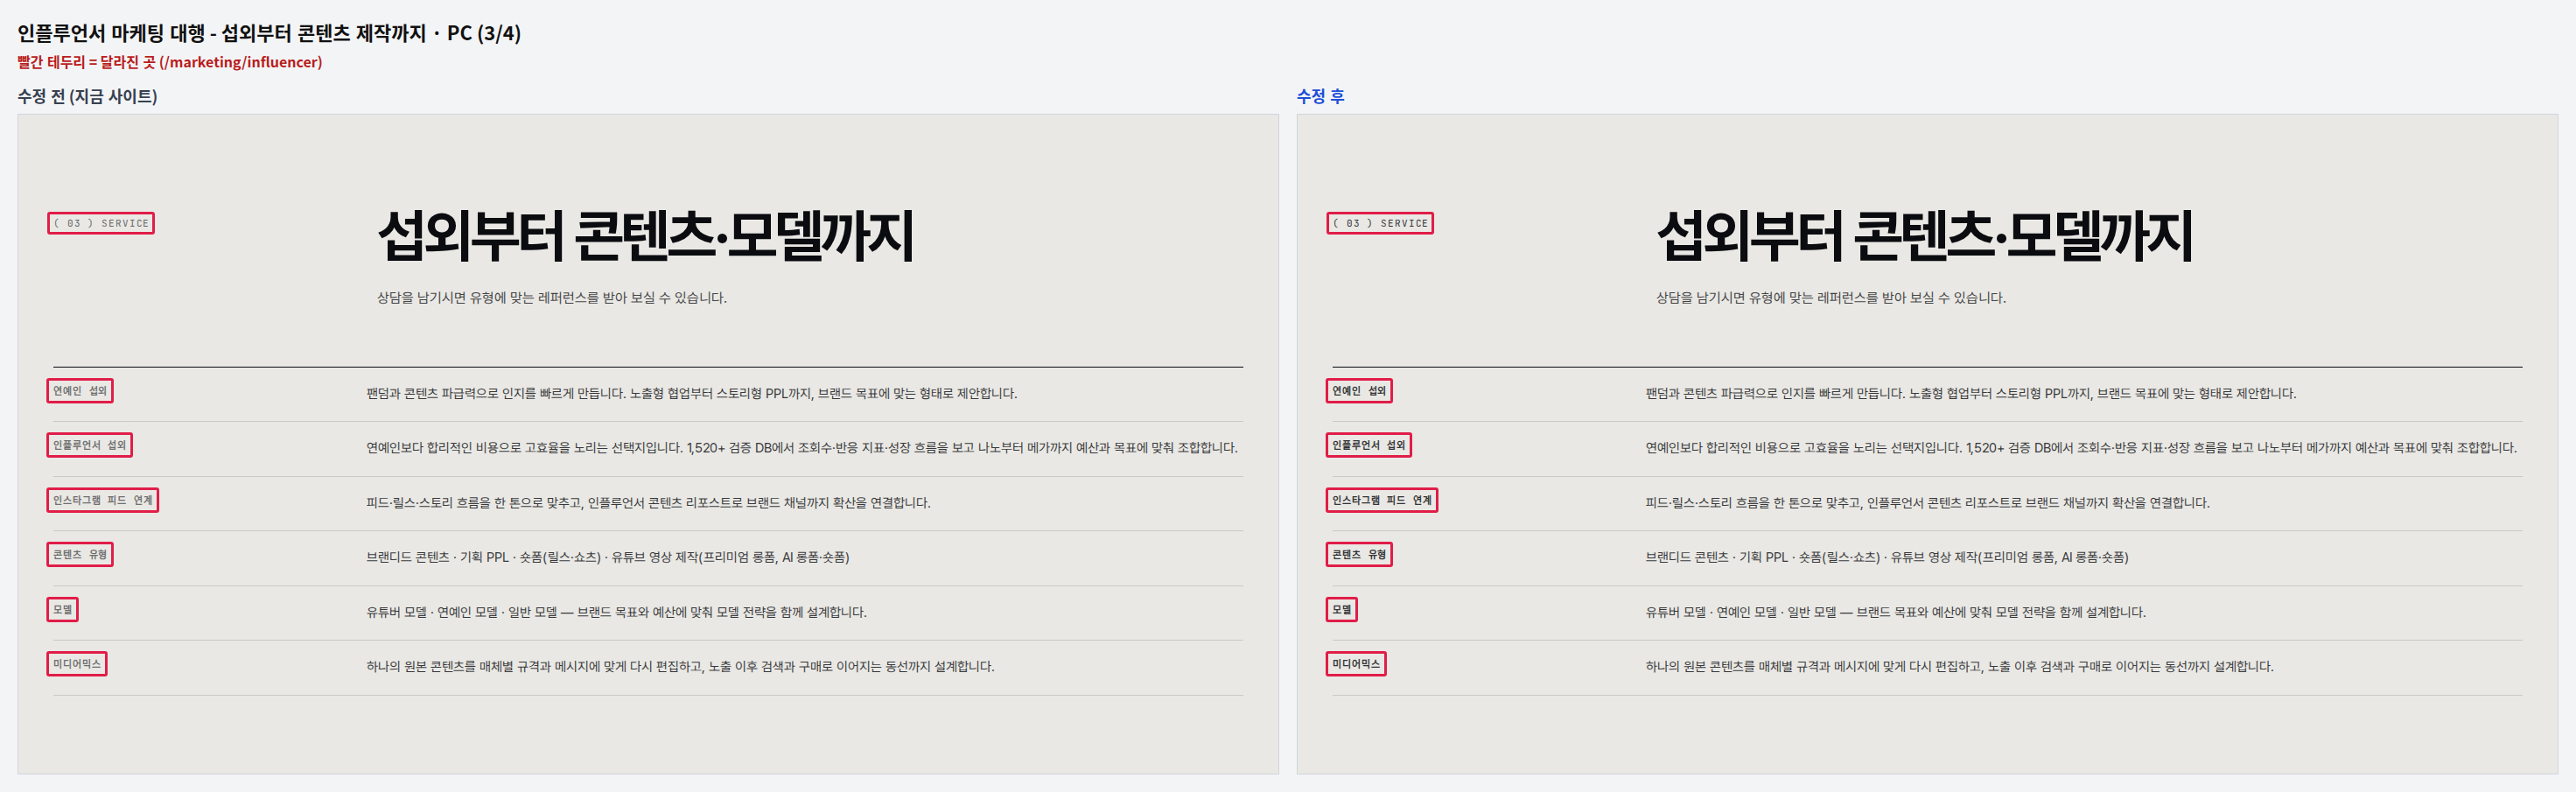 인플루언서 마케팅 대행 - 섭외부터 콘텐츠 제작까지 · PC (3/4)
빨간 테두리 = 달라진 곳 (/marketing/influencer)
수정 전 (지금 사이트)
( 03 ) SERVICE
섭외부터 콘텐츠·모델까지
상담을 남기시면 유형에 맞는 레퍼런스를 받아 보실 수 있습니다.
연예인 섭외
팬덤과 콘텐츠 파급력으로 인지를 빠르게 만듭니다. 노출형 협업부터 스토리형 PPL까지, 브랜드 목표에 맞는 형태로 제안합니다.
인플루언서 섭외
연예인보다 합리적인 비용으로 고효율을 노리는 선택지입니다. 1,520+ 검증 DB에서 조회수·반응 지표·성장 흐름을 보고 나노부터 메가까지 예산과 목표에 맞춰 조합합니다.
인스타그램 피드 연계
피드·릴스·스토리 흐름을 한 톤으로 맞추고, 인플루언서 콘텐츠 리포스트로 브랜드 채널까지 확산을 연결합니다.
콘텐츠 유형
브랜디드 콘텐츠 · 기획 PPL · 숏폼(릴스·쇼츠) · 유튜브 영상 제작(프리미엄 롱폼, AI 롱폼·숏폼)
모델
유튜버 모델 · 연예인 모델 · 일반 모델 — 브랜드 목표와 예산에 맞춰 모델 전략을 함께 설계합니다.
미디어믹스
하나의 원본 콘텐츠를 매체별 규격과 메시지에 맞게 다시 편집하고, 노출 이후 검색과 구매로 이어지는 동선까지 설계합니다.
수정 후
( 03 ) SERVICE
섭외부터 콘텐츠·모델까지
상담을 남기시면 유형에 맞는 레퍼런스를 받아 보실 수 있습니다.
연예인 섭외
팬덤과 콘텐츠 파급력으로 인지를 빠르게 만듭니다. 노출형 협업부터 스토리형 PPL까지, 브랜드 목표에 맞는 형태로 제안합니다.
인플루언서 섭외
연예인보다 합리적인 비용으로 고효율을 노리는 선택지입니다. 1,520+ 검증 DB에서 조회수·반응 지표·성장 흐름을 보고 나노부터 메가까지 예산과 목표에 맞춰 조합합니다.
인스타그램 피드 연계
피드·릴스·스토리 흐름을 한 톤으로 맞추고, 인플루언서 콘텐츠 리포스트로 브랜드 채널까지 확산을 연결합니다.
콘텐츠 유형
브랜디드 콘텐츠 · 기획 PPL · 숏폼(릴스·쇼츠) · 유튜브 영상 제작(프리미엄 롱폼, AI 롱폼·숏폼)
모델
유튜버 모델 · 연예인 모델 · 일반 모델 — 브랜드 목표와 예산에 맞춰 모델 전략을 함께 설계합니다.
미디어믹스
하나의 원본 콘텐츠를 매체별 규격과 메시지에 맞게 다시 편집하고, 노출 이후 검색과 구매로 이어지는 동선까지 설계합니다.